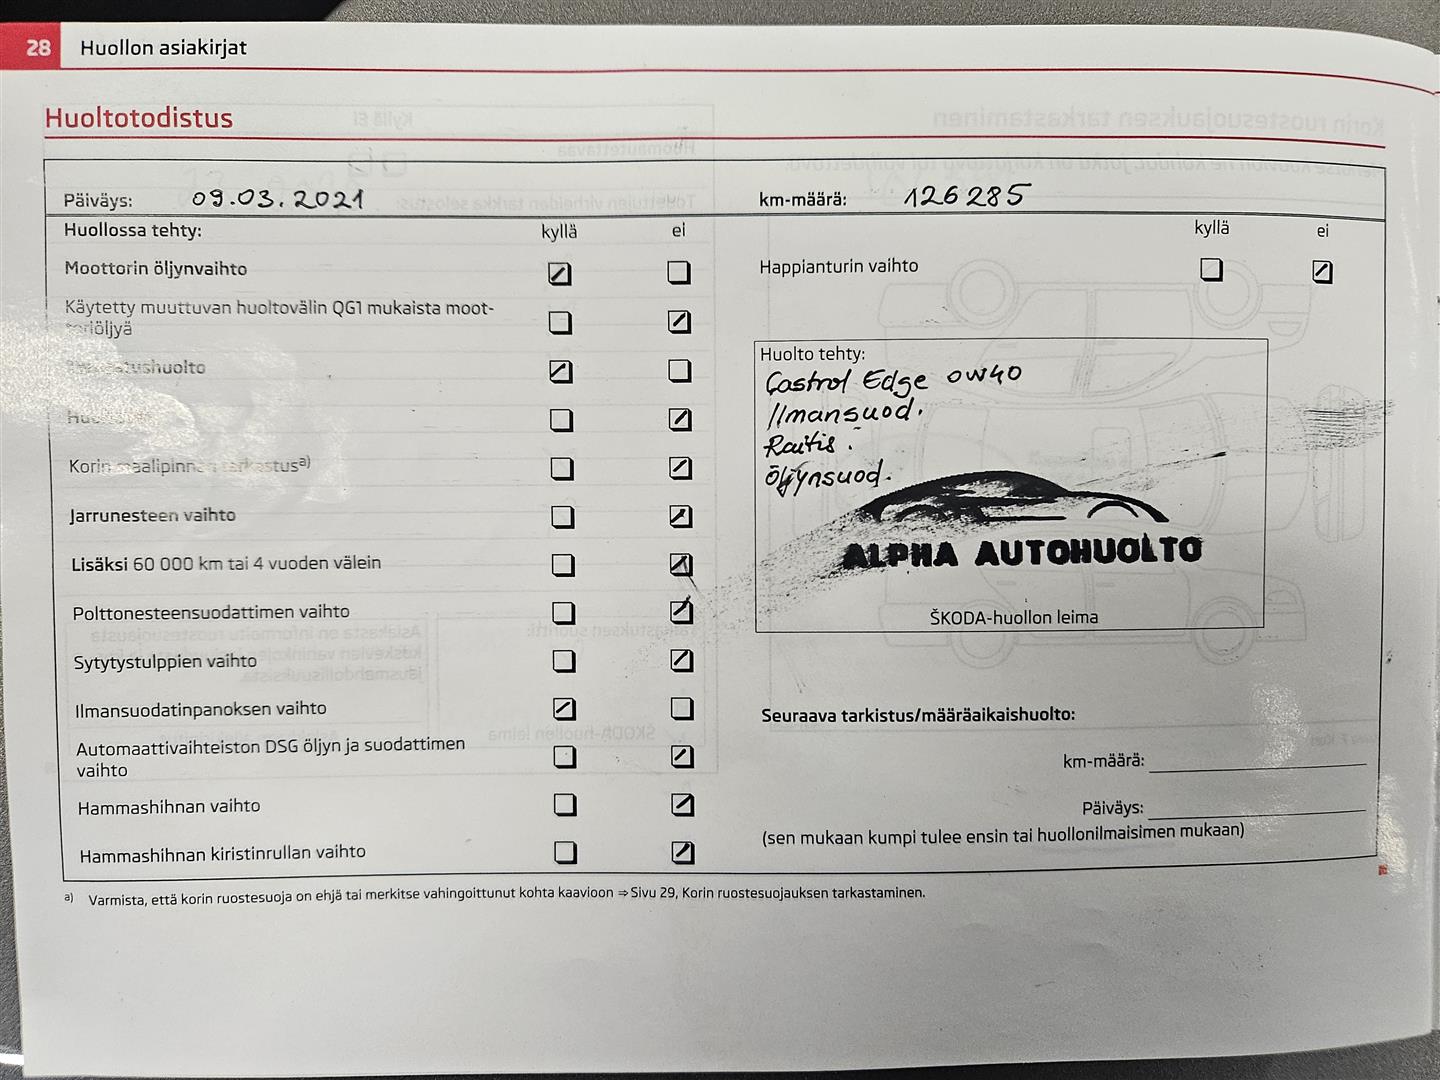 28 Huollon asiakirjat
Huoltotodistus
Päiväys: 09.03.2021 km-määrä: 126285
Huollossa tehty: kyllä ei kyllä ei
Moottorin öljynvaihto Happianturin vaihto
Käytetty muuttuvan huoltovälin QG1 mukaista moot-
Huolto tehty:
Castrol Edge 0W40
Ilmansuod.
Raitis.
Öljynsuod.
Korin maalipinnan tarkastus a)
Jarrunesteen vaihto
ALPHA AUTOHUOLTO
Lisäksi 60 000 km tai 4 vuoden välein
Polttonesteensuodattimen vaihto
ŠKODA-huollon leima
Sytytystulppien vaihto
Ilmansuodatinpanoksen vaihto
Automaattivaihteiston DSG öljyn ja suodattimen
vaihto
Hammashihnan vaihto
Hammashihnan kiristinrullan vaihto
Seuraava tarkistus/määräaikaishuolto:
km-määrä:
Päiväys:
(sen mukaan kumpi tulee ensin tai huollonilmaisimen mukaan)
a) Varmista, että korin ruostesuoja on ehjä tai merkitse vahingoittunut kohta kaavioon ⇒ Sivu 29, Korin ruostesuojauksen tarkastaminen.